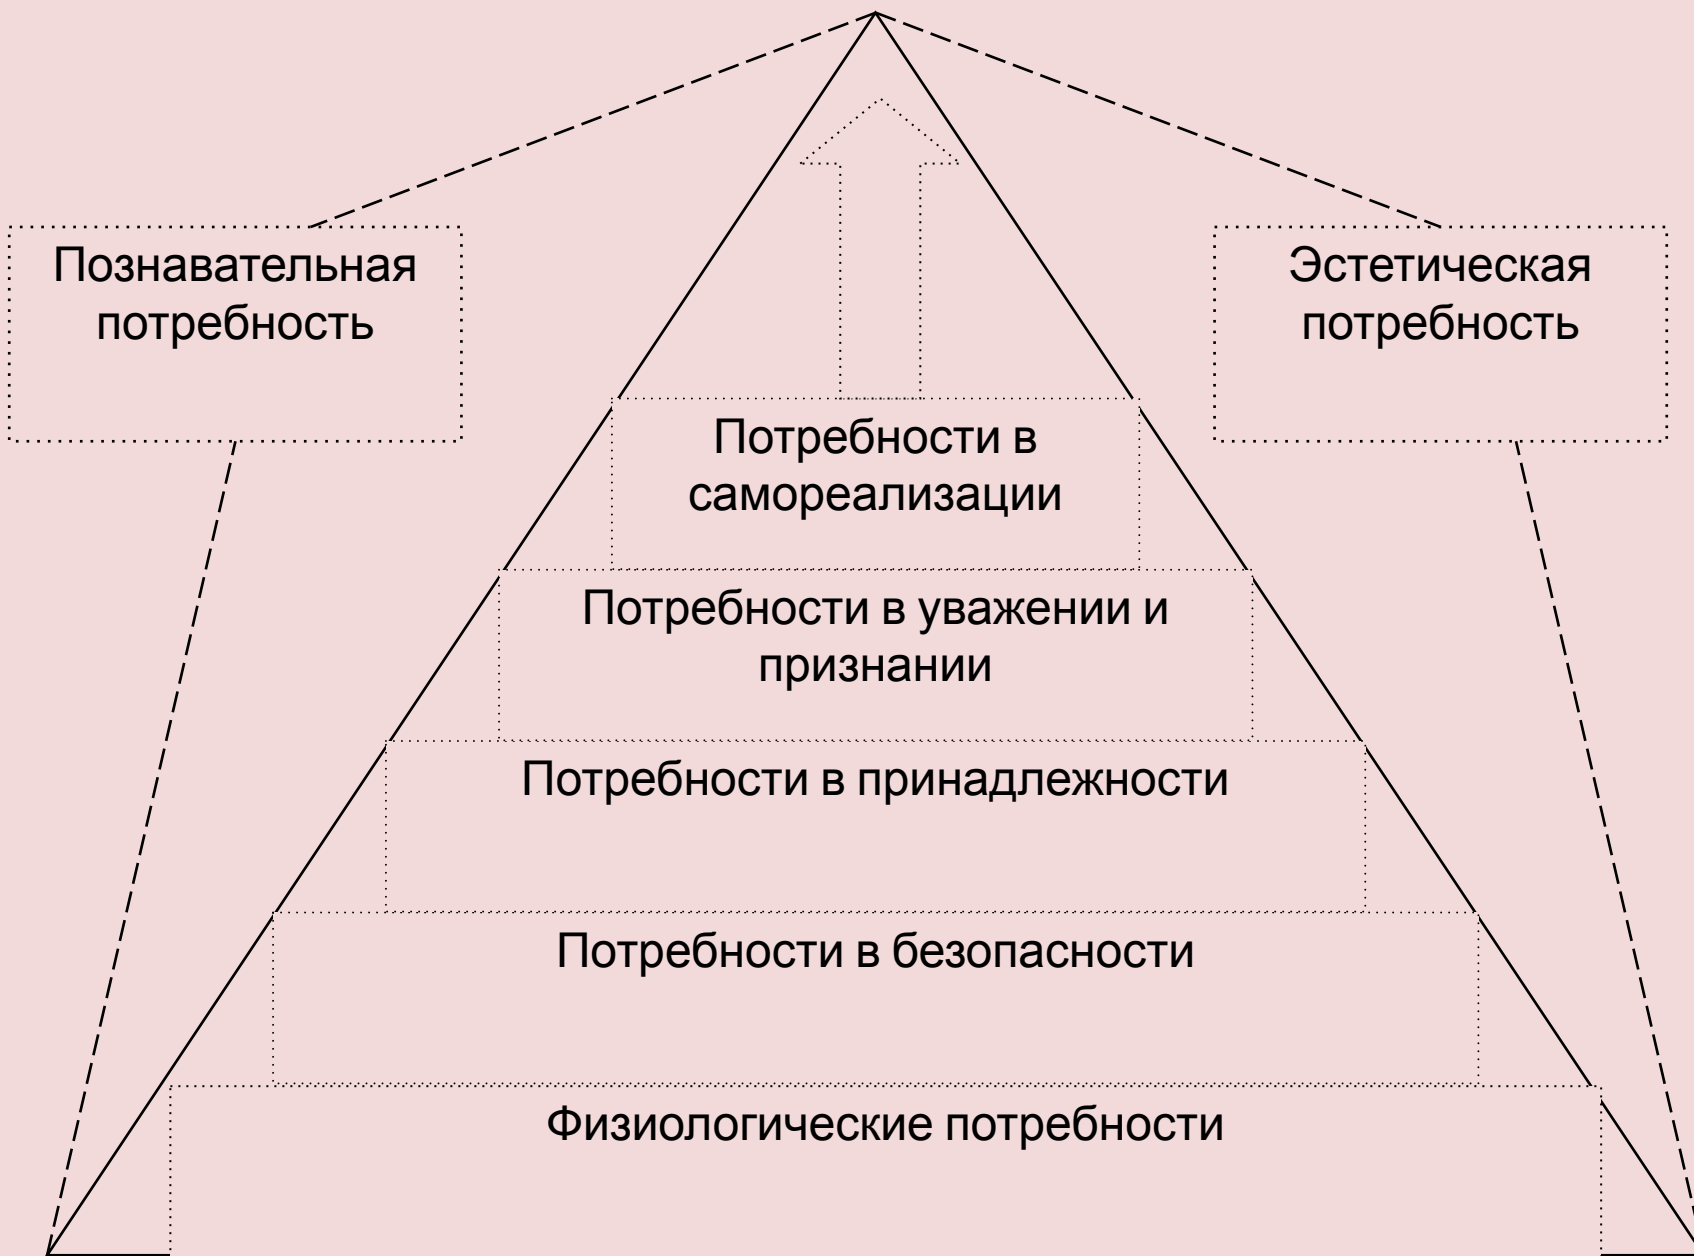 Познавательная
потребность
Эстетическая
потребность
Потребности в
самореализации
Потребности в уважении и
признании
Потребности в принадлежности
Потребности в безопасности
Физиологические потребности